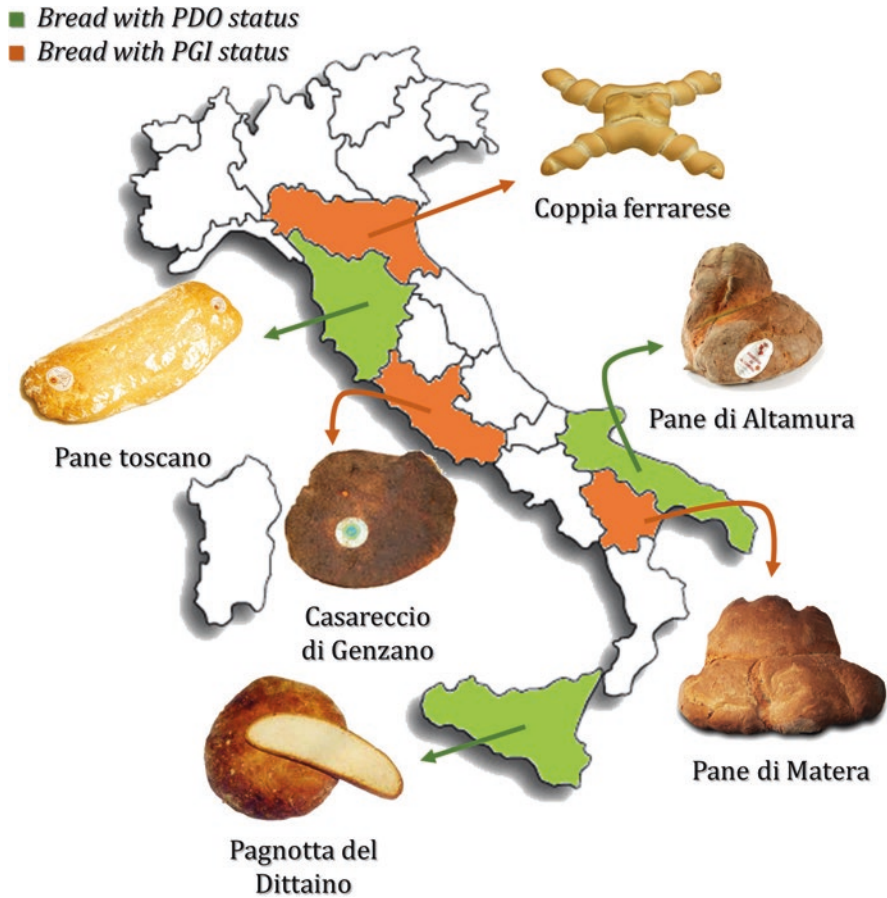 Bread with PDO status
Bread with PGI status
Coppia ferrarese
Pane di Altamura
Pane toscano
Casareccio
di Genzano
Pane di Matera
Pagnotta del
Dittaino